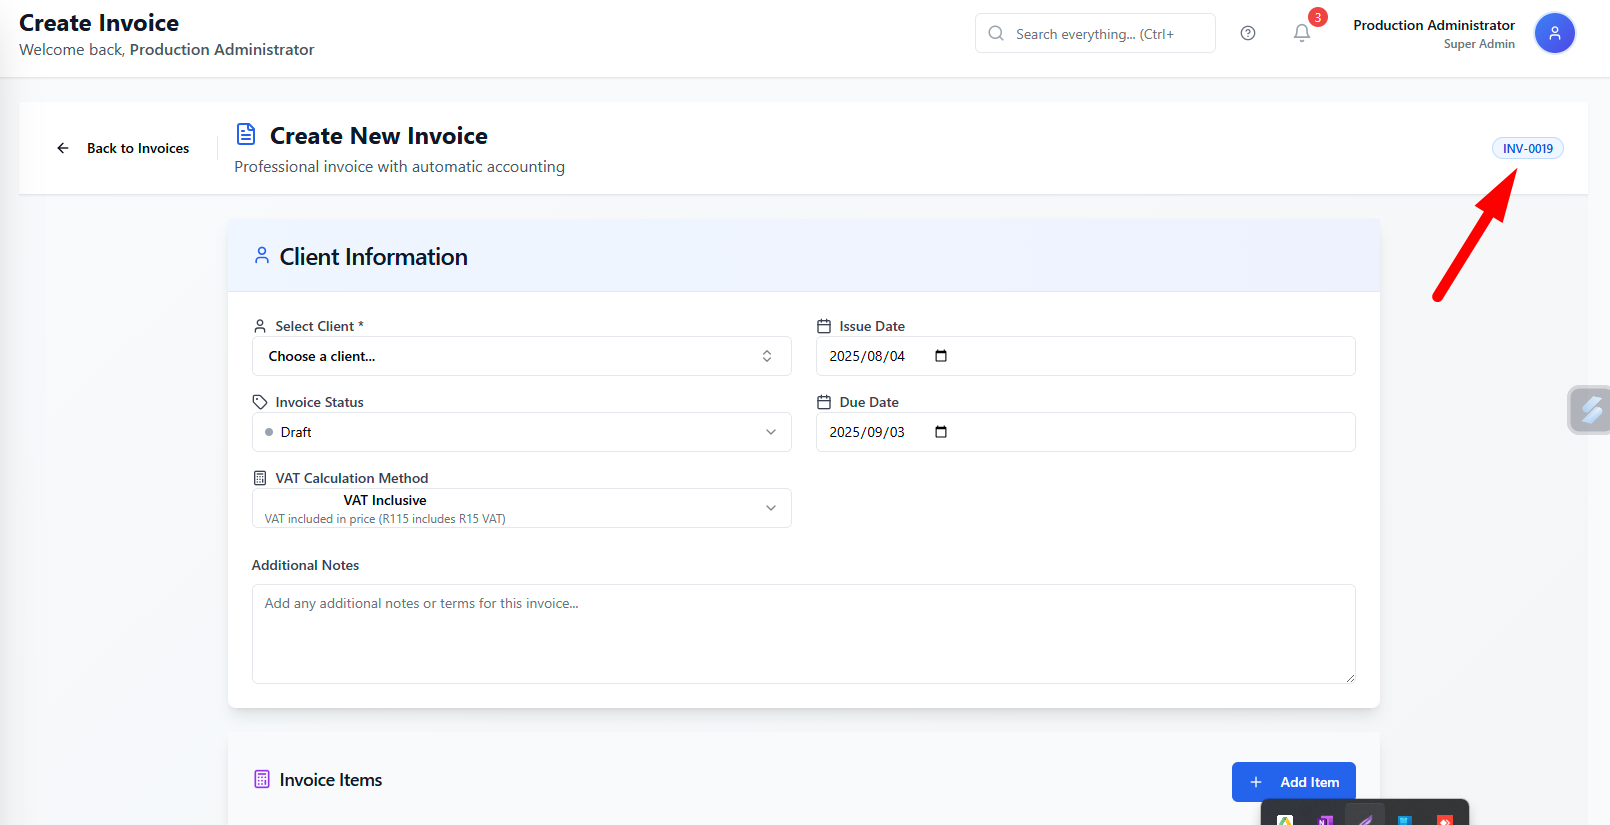 Create Invoice
Welcome back, Production Administrator
Search everything... (Ctrl+
3
Production Administrator
Super Admin
Back to Invoices
Create New Invoice
Professional invoice with automatic accounting
INV-0019
Client Information
Select Client *
Choose a client...
Issue Date
2025/08/04
Invoice Status
Draft
Due Date
2025/09/03
VAT Calculation Method
VAT Inclusive
VAT included in price (R115 includes R15 VAT)
Additional Notes
Add any additional notes or terms for this invoice...
Invoice Items
Add Item
N